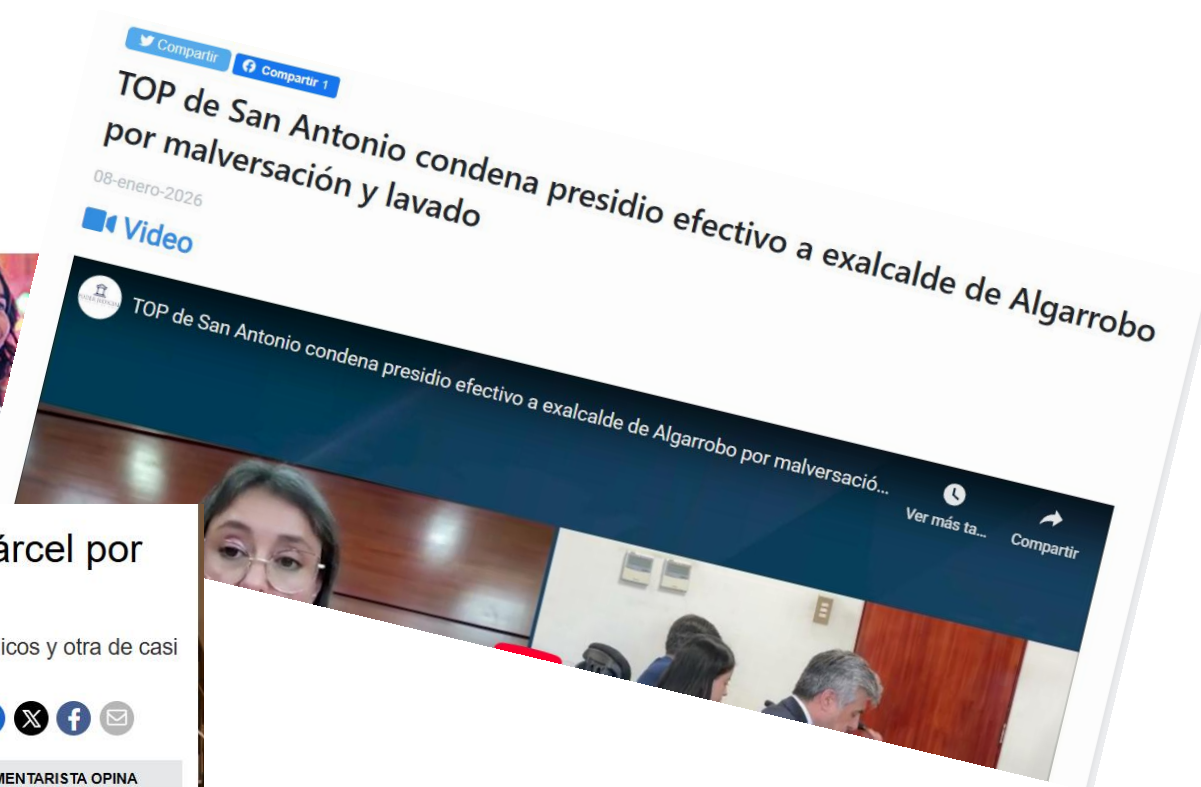 Compartir
Compartir 1
TOP de San Antonio condena presidio efectivo a exalcalde de Algarrobo
por malversación y lavado
08-enero-2026
Video
TOP de San Antonio condena presidio efectivo a exalcalde de Algarrobo por malversació...
Ver más ta...
Compartir
árcel por
icos y otra de casi
MENTARISTA OPINA